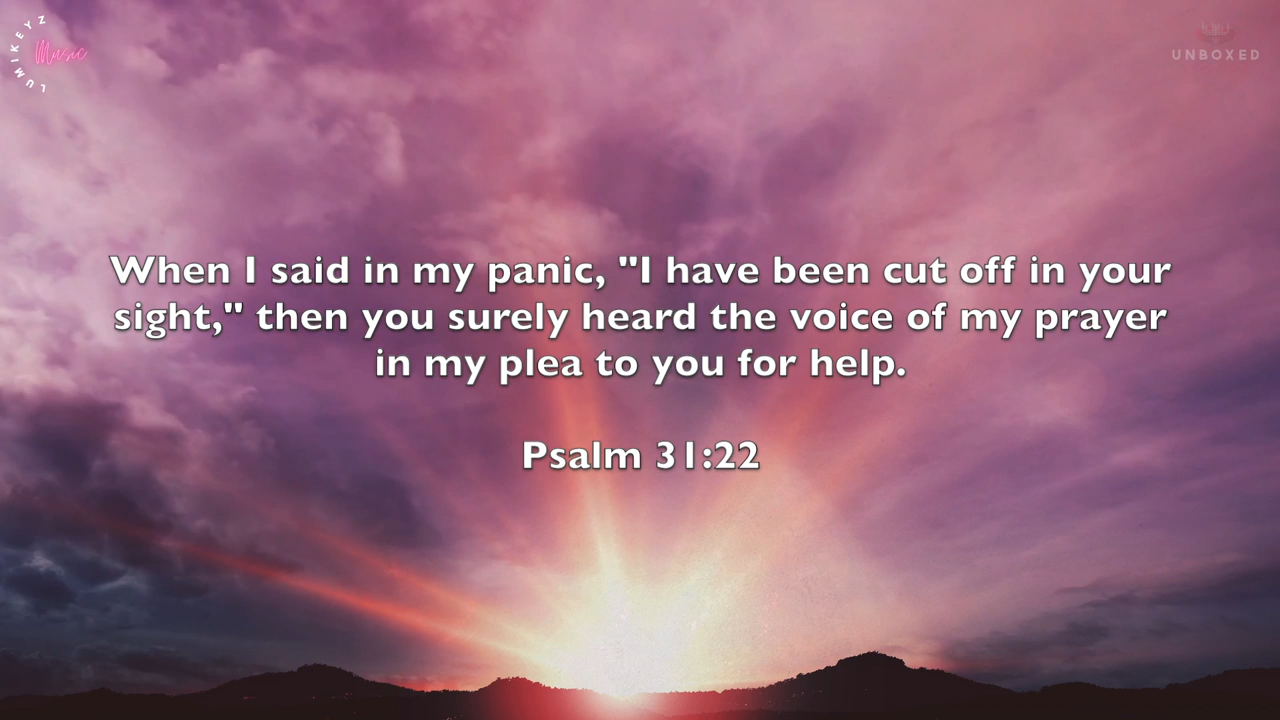 LUMIKEYZ
Music
UNBOXED
When I said in my panic, "I have been cut off in your
sight," then you surely heard the voice of my prayer
in my plea to you for help.
Psalm 31:22